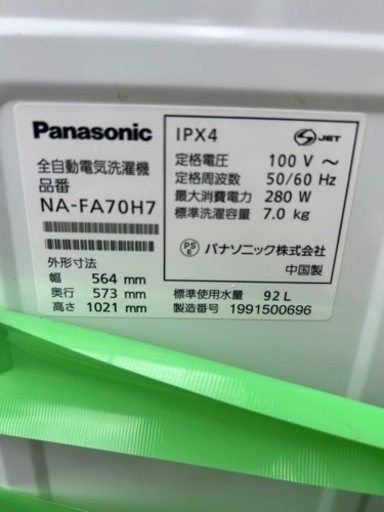 Panasonic
全自動電気洗濯機
品番
NA-FA70H7
外形寸法
幅 564 mm
奥行 573 mm
高さ 1021 mm
IPX4
S JET
定格電圧 100 V ～
定格周波数 50/60 Hz
最大消費電力 280 W
標準洗濯容量 7.0 kg
PS
E
パナソニック株式会社
中国製
標準使用水量 92 L
製造番号 1991500696